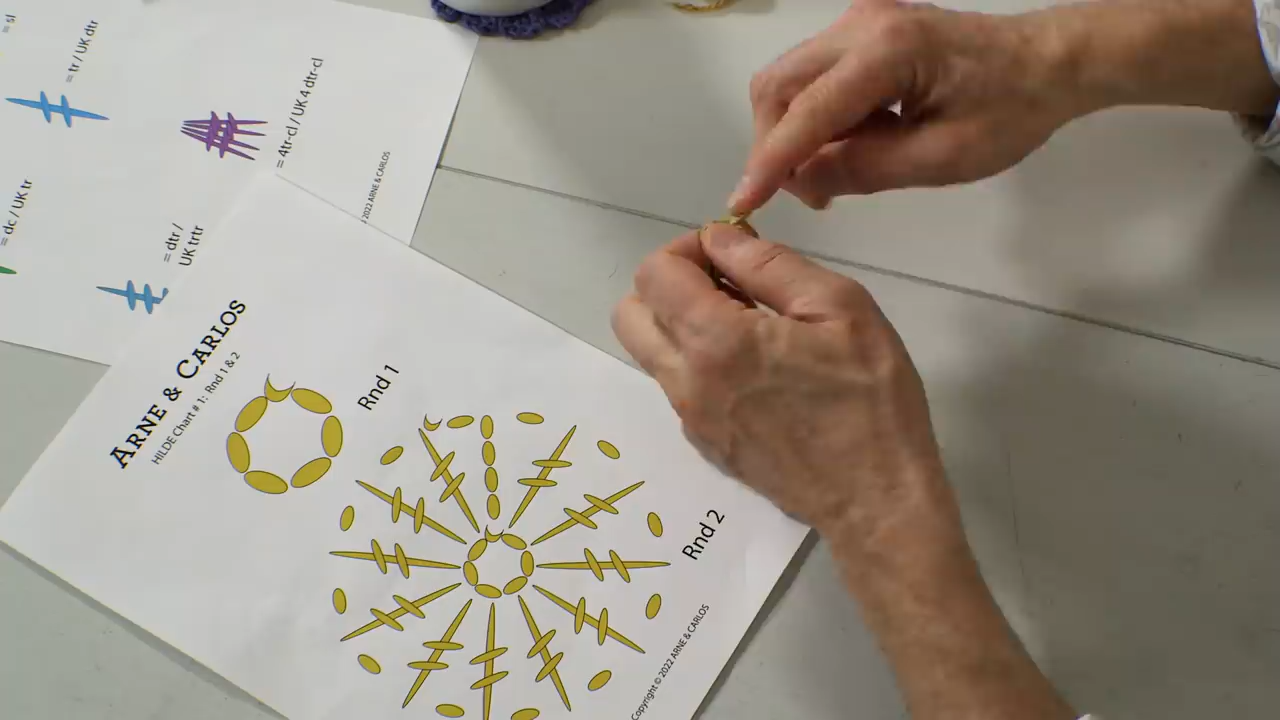 = sl
= tr / UK dtr
= 4tr-cl / UK 4 dtr-cl
= dc / UK tr
= dtr /
UK trtr
2022 ARNE & CARLOS
ARNE & CARLOS
HILDE Chart # 1: Rnd 1 & 2
Rnd 1
Rnd 2
Copyright © 2022 ARNE & CARLOS